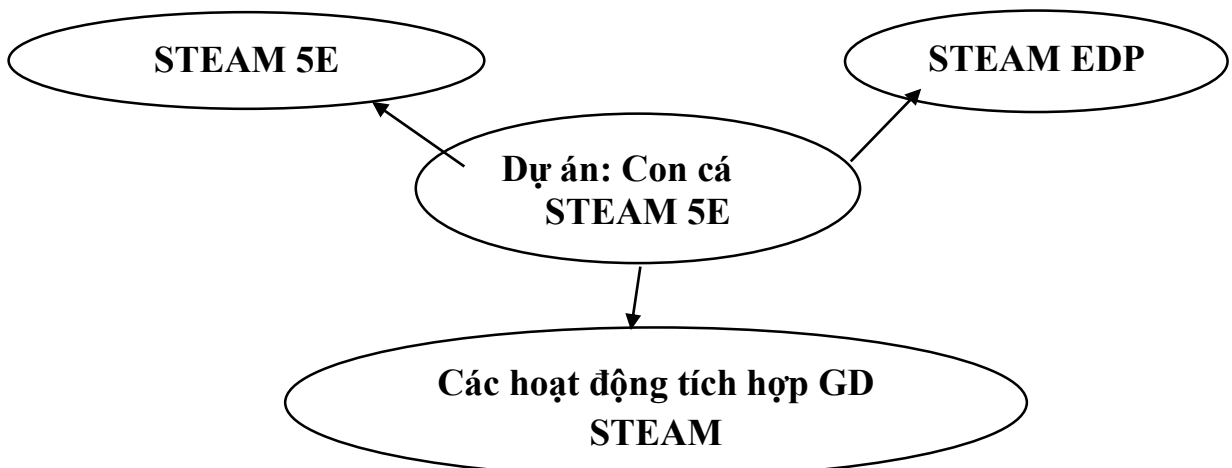 STEAM 5E
STEAM EDP
Dự án: Con cá
STEAM 5E
Các hoạt động tích hợp GD
STEAM